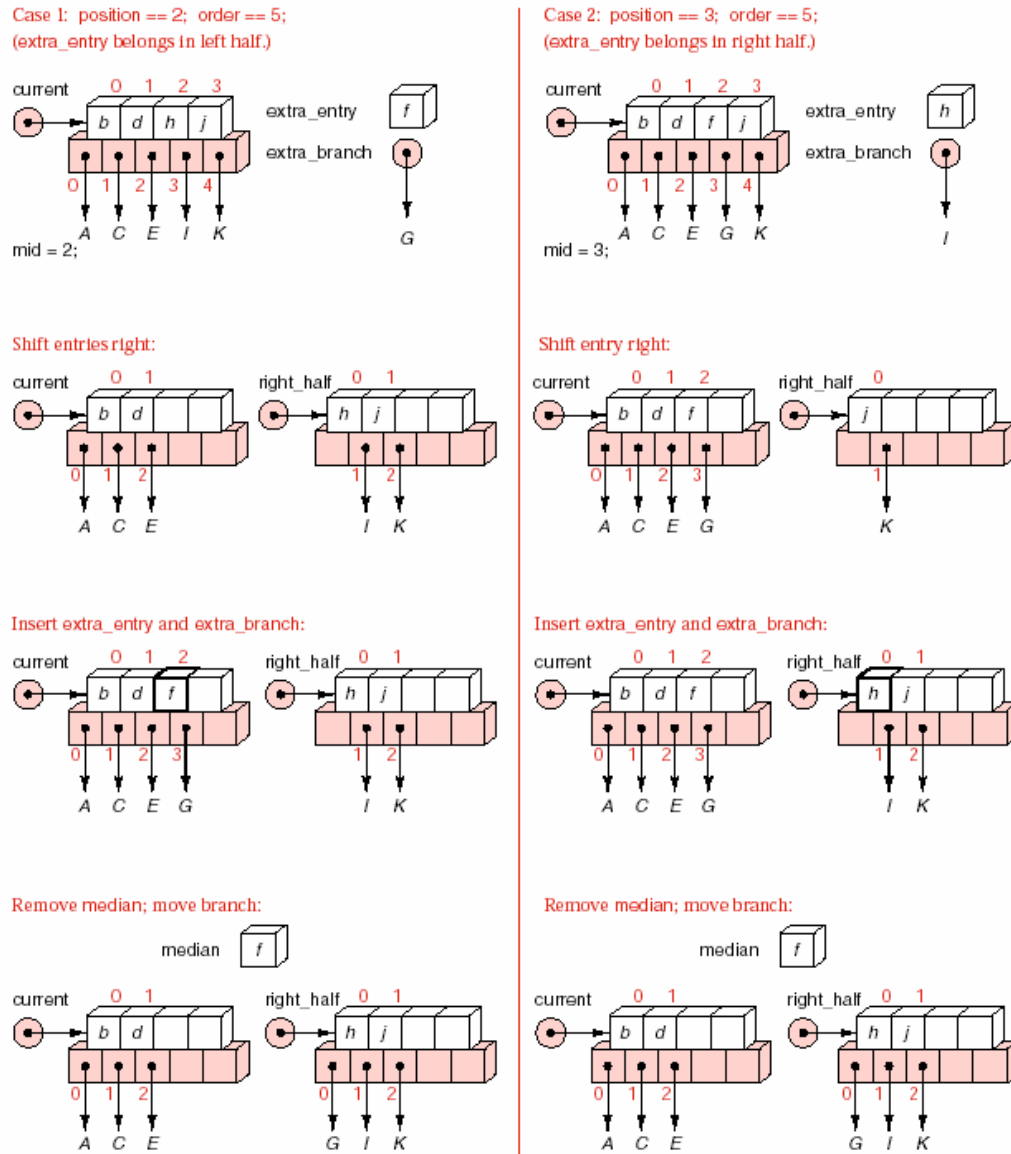 Case 1: position == 2; order == 5;
(extra_entry belongs in left half.)
0 1 2 3
current
b d h j
extra_entry f
extra_branch
0 1 2 3 4
A C E I K
G
mid = 2;
Shift entries right:
0 1
current
b d
0 1 2
A C E
0 1
right_half
h j
1 2
I K
Insert extra_entry and extra_branch:
0 1 2
current
b d f
0 1 2 3
A C E G
0 1
right_half
h j
1 2
I K
Remove median; move branch:
median f
0 1
current
b d
0 1 2
A C E
0 1
right_half
h j
0 1 2
G I K
Case 2: position == 3; order == 5;
(extra_entry belongs in right half.)
0 1 2 3
current
b d f j
extra_entry h
extra_branch
0 1 2 3 4
A C E G K
I
mid = 3;
Shift entry right:
0 1 2
current
b d f
0 1 2 3
A C E G
0
right_half
j
1
K
Insert extra_entry and extra_branch:
0 1 2
current
b d f
0 1 2 3
A C E G
0 1
right_half
h j
1 2
I K
Remove median; move branch:
median f
0 1
current
b d
0 1 2
A C E
0 1
right_half
h j
0 1 2
G I K